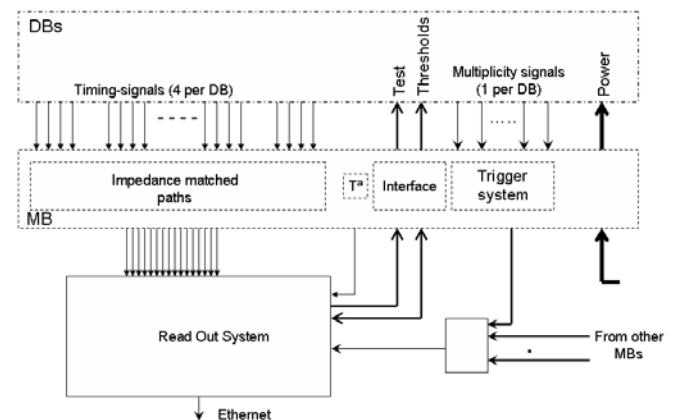 DBs
Timing-signals (4 per DB)
Test
Thresholds
Multiplicity signals
(1 per DB)
Power
Impedance matched
paths
Tª
Interface
Trigger
system
MB
Read Out System
From other
MBs
Ethernet